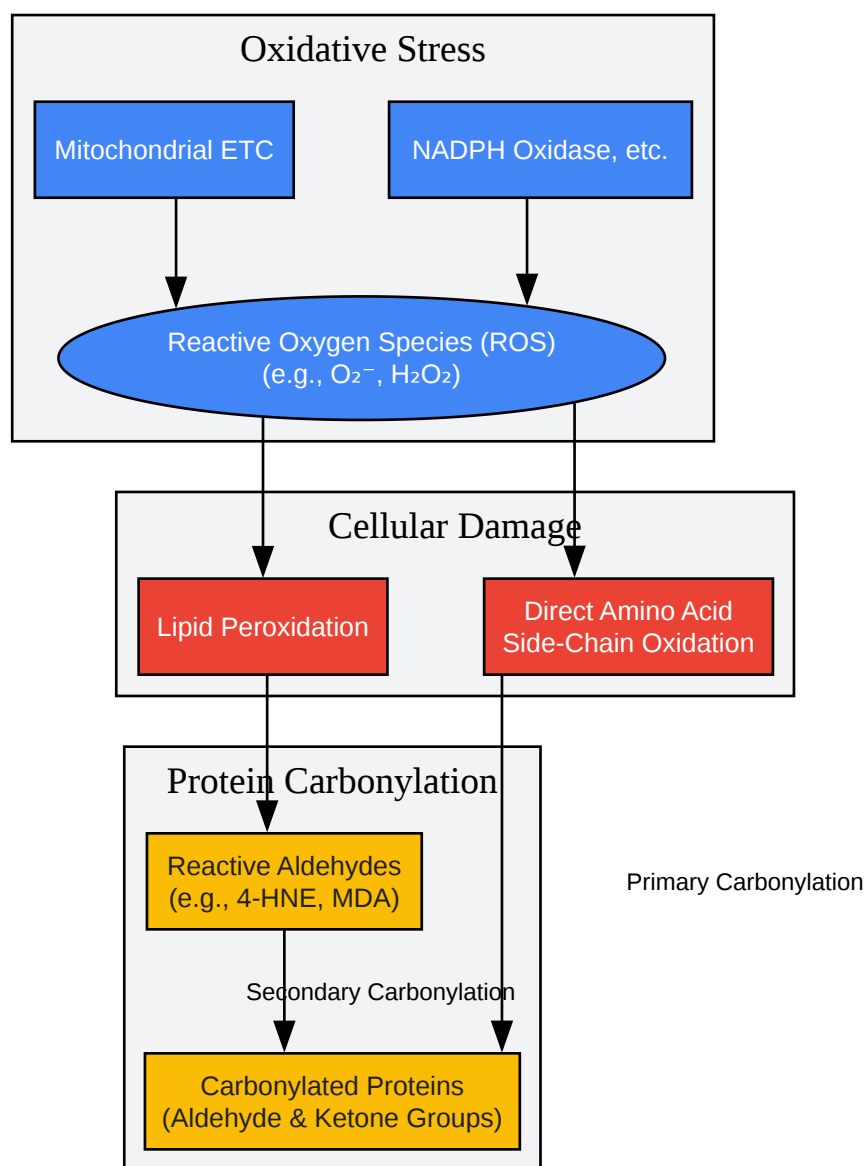 Oxidative Stress
Mitochondrial ETC
NADPH Oxidase, etc.
Reactive Oxygen Species (ROS)
(e.g., O₂⁻, H₂O₂)
Cellular Damage
Lipid Peroxidation
Direct Amino Acid
Side-Chain Oxidation
Protein Carbonylation
Reactive Aldehydes
(e.g., 4-HNE, MDA)
Primary Carbonylation
Secondary Carbonylation
Carbonylated Proteins
(Aldehyde & Ketone Groups)